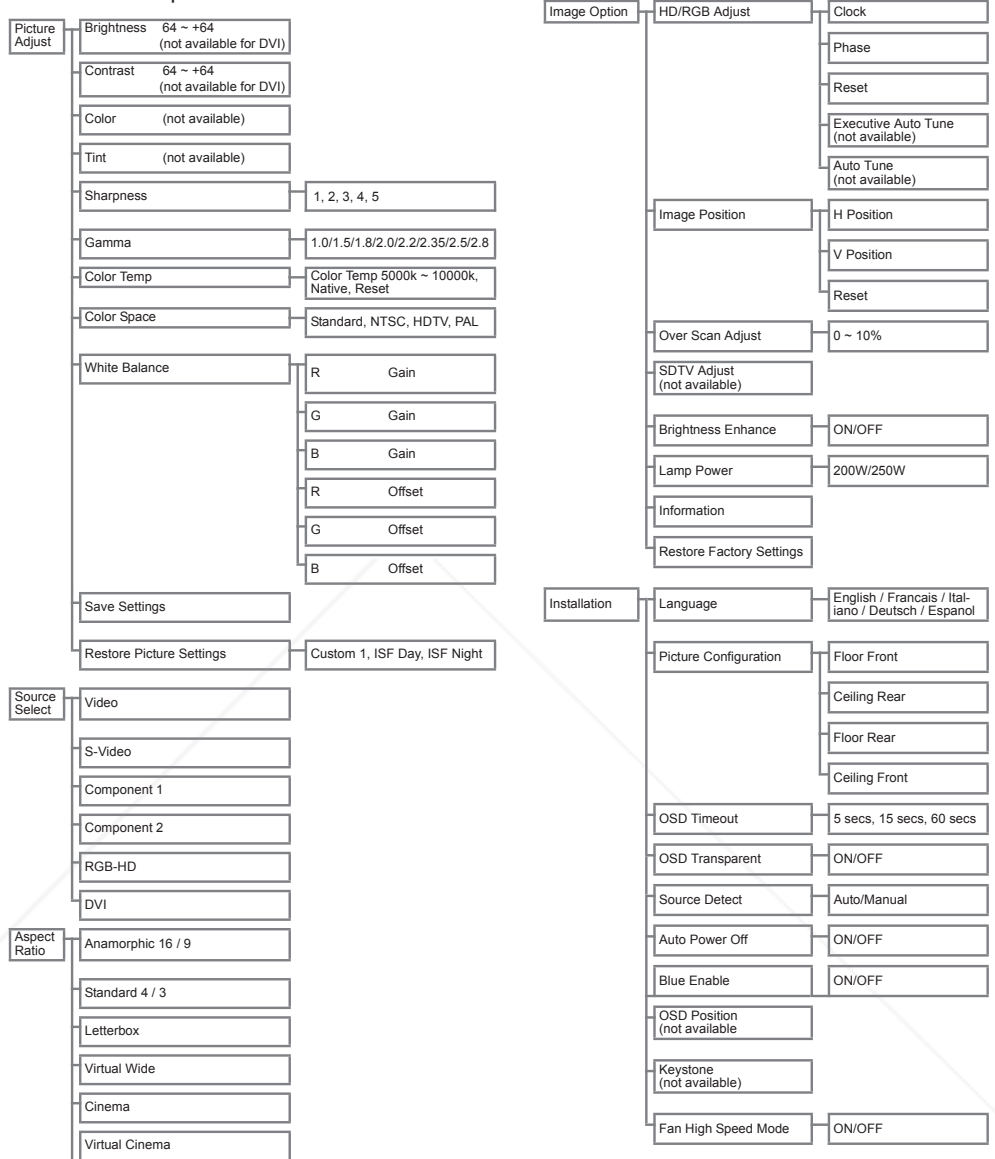 Picture
Adjust
Brightness 64 ~ +64
(not available for DVI)
Contrast 64 ~ +64
(not available for DVI)
Color (not available)
Tint (not available)
Sharpness
1, 2, 3, 4, 5
Gamma
1.0/1.5/1.8/2.0/2.2/2.35/2.5/2.8
Color Temp
Color Temp 5000k ~ 10000k,
Native, Reset
Color Space
Standard, NTSC, HDTV, PAL
White Balance
R Gain
G Gain
B Gain
R Offset
G Offset
B Offset
Save Settings
Restore Picture Settings
Custom 1, ISF Day, ISF Night
Source
Select
Video
S-Video
Component 1
Component 2
RGB-HD
DVI
Aspect
Ratio
Anamorphic 16 / 9
Standard 4 / 3
Letterbox
Virtual Wide
Cinema
Virtual Cinema
Image Option
HD/RGB Adjust
Clock
Phase
Reset
Executive Auto Tune
(not available)
Auto Tune
(not available)
Image Position
H Position
V Position
Reset
Over Scan Adjust
0 ~ 10%
SDTV Adjust
(not available)
Brightness Enhance
ON/OFF
Lamp Power
200W/250W
Information
Restore Factory Settings
Installation
Language
English / Francais / Ital-
iano / Deutsch / Espanol
Picture Configuration
Floor Front
Ceiling Rear
Floor Rear
Ceiling Front
OSD Timeout
5 secs, 15 secs, 60 secs
OSD Transparent
ON/OFF
Source Detect
Auto/Manual
Auto Power Off
ON/OFF
Blue Enable
ON/OFF
OSD Position
(not available
Keystone
(not available)
Fan High Speed Mode
ON/OFF